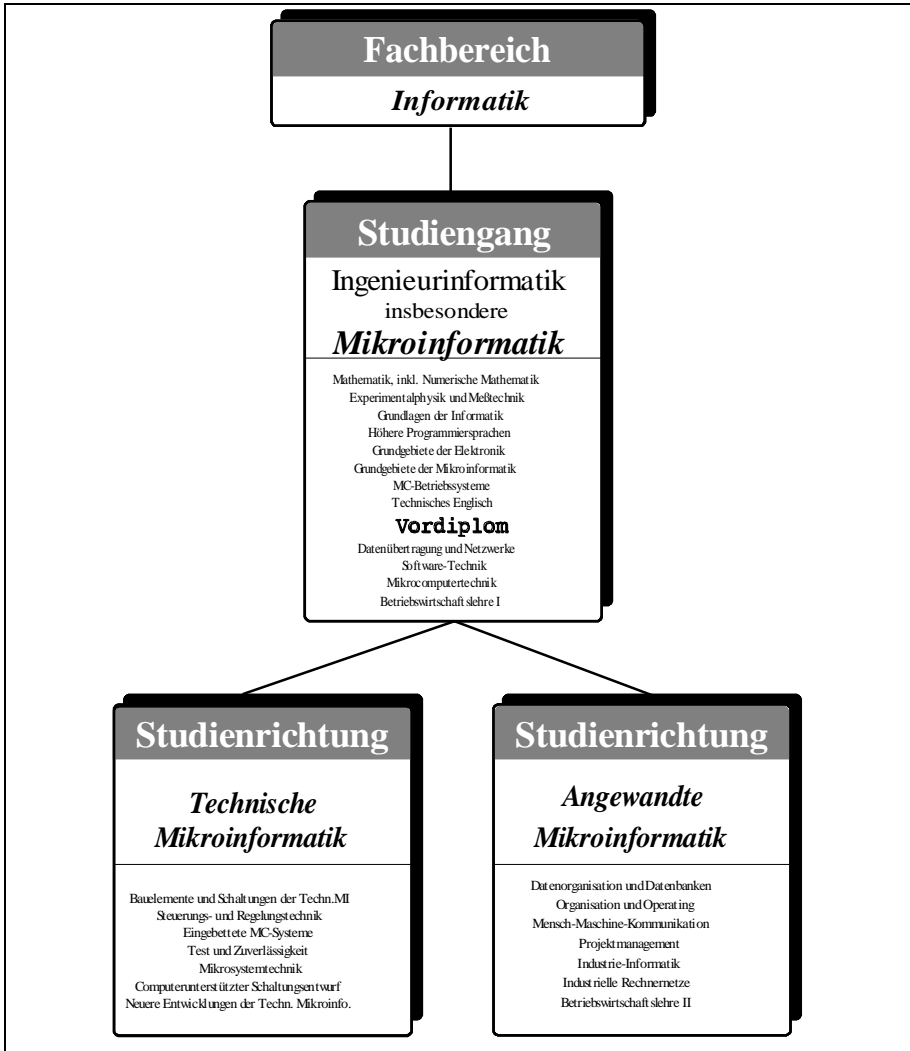 Fachbereich
Informatik
Studiengang
Ingenieurinformatik
insbesondere
Mikroinformatik
Mathematik, inkl. Numerische Mathematik
Experimentalphysik und Meßtechnik
Grundlagen der Informatik
Höhere Programmiersprachen
Grundgebiete der Elektronik
Grundgebiete der Mikroinformatik
MC-Betriebssysteme
Technisches Englisch
Vordiplom
Datenübertragung und Netzwerke
Software-Technik
Mikrocomputertechnik
Betriebswirtschaftslehre I
Studienrichtung
Technische
Mikroinformatik
Bauelemente und Schaltungen der Techn.MI
Steuerungs- und Regelungstechnik
Eingebettete MC-Systeme
Test und Zuverlässigkeit
Mikrosystemtechnik
Computerunterstützter Schaltungsentwurf
Neuere Entwicklungen der Techn. Mikroinfo.
Studienrichtung
Angewandte
Mikroinformatik
Datenorganisation und Datenbanken
Organisation und Operating
Mensch-Maschine-Kommunikation
Projektmanagement
Industrie-Informatik
Industrielle Rechnernetze
Betriebswirtschaftslehre II